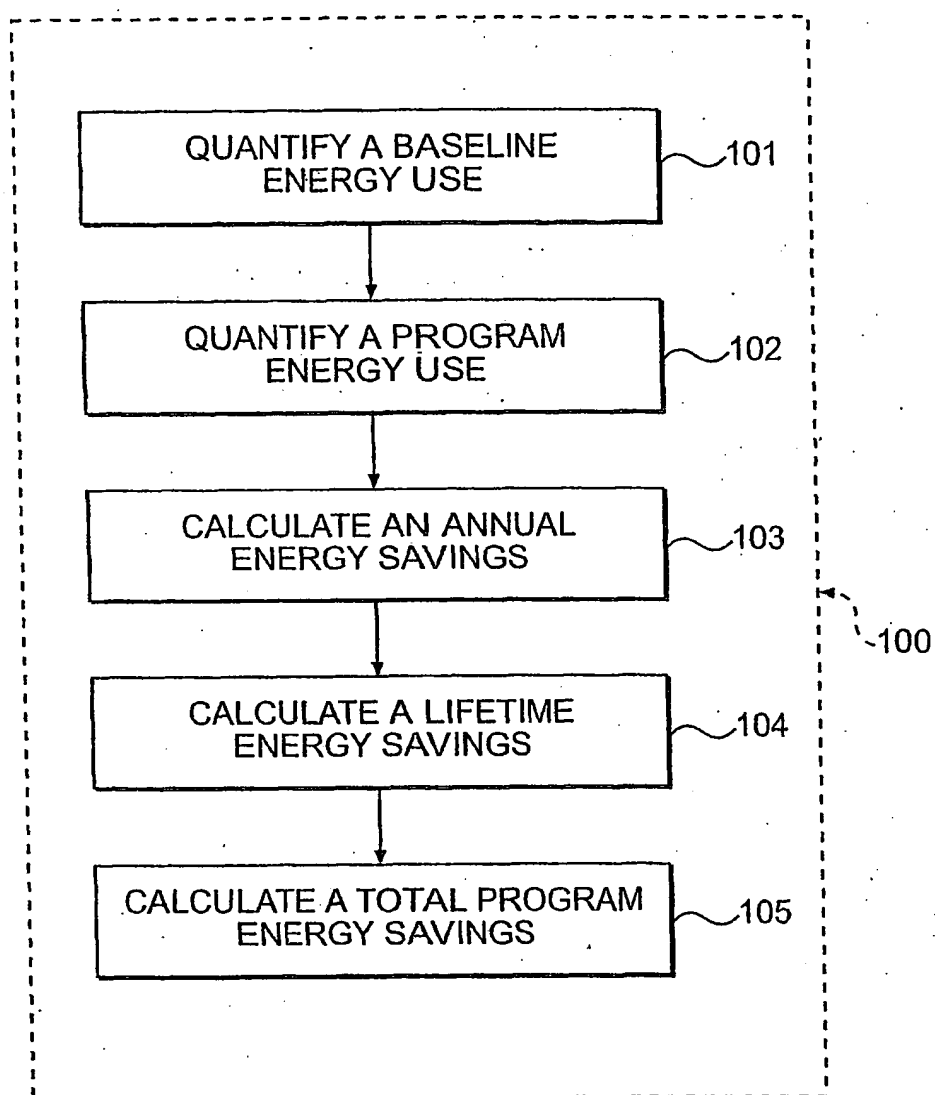 QUANTIFY A BASELINE
ENERGY USE
101
QUANTIFY A PROGRAM
ENERGY USE
102
CALCULATE AN ANNUAL
ENERGY SAVINGS
103
100
CALCULATE A LIFETIME
ENERGY SAVINGS
104
CALCULATE A TOTAL PROGRAM
ENERGY SAVINGS
105